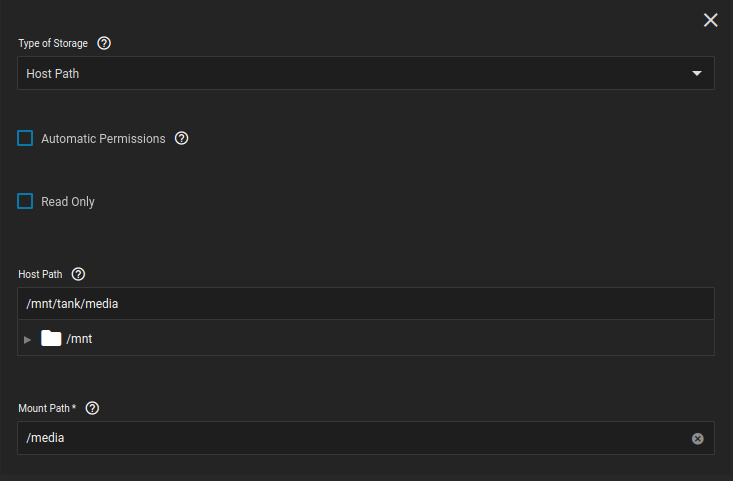 Type of Storage
Host Path
Automatic Permissions
Read Only
Host Path
/mnt/tank/media
/mnt
Mount Path *
/media